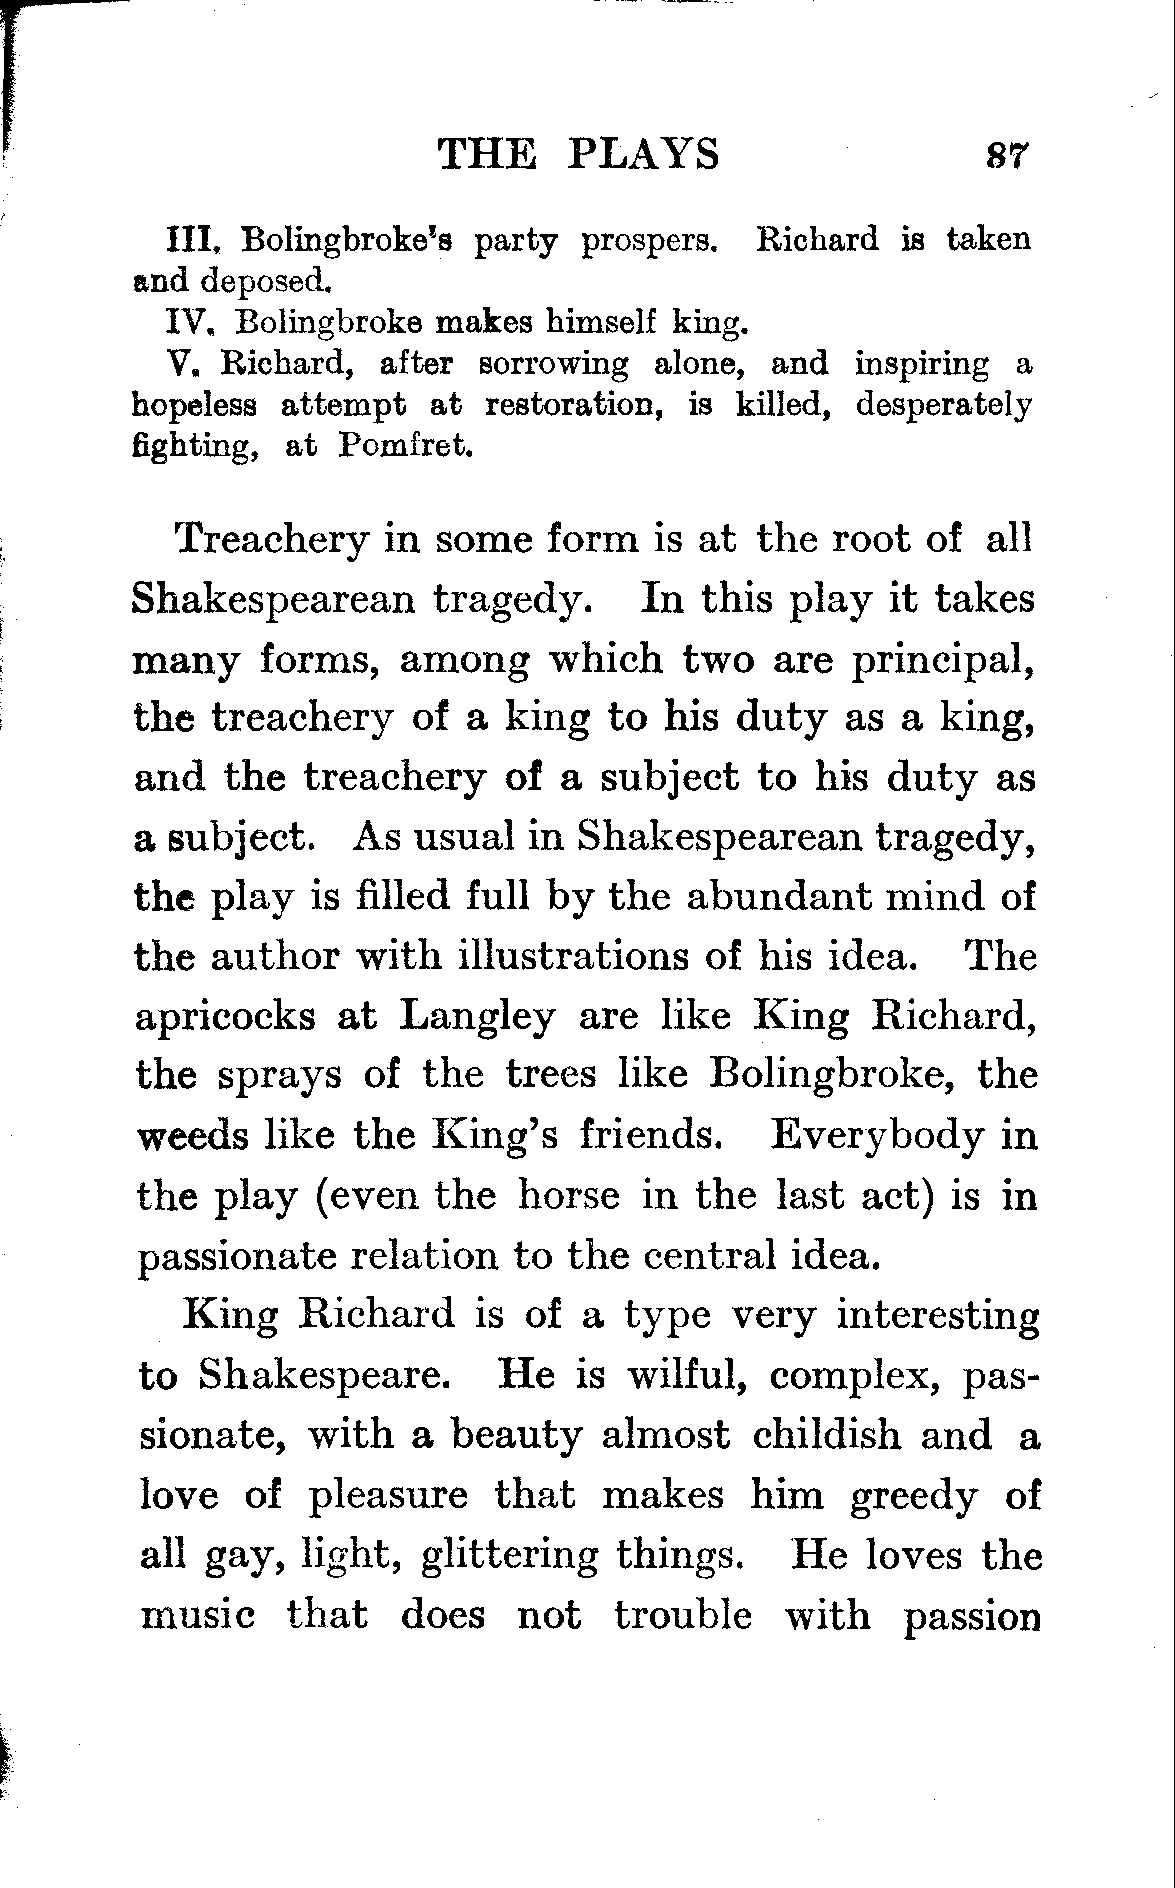 THE PLAYS 87
III. Bolingbroke's party prospers. Richard is taken
and deposed.
IV. Bolingbroke makes himself king.
V. Richard, after sorrowing alone, and inspiring a
hopeless attempt at restoration, is killed, desperately
fighting, at Pomfret.
Treachery in some form is at the root of all
Shakespearean tragedy. In this play it takes
many forms, among which two are principal,
the treachery of a king to his duty as a king,
and the treachery of a subject to his duty as
a subject. As usual in Shakespearean tragedy,
the play is filled full by the abundant mind of
the author with illustrations of his idea. The
apricocks at Langley are like King Richard,
the sprays of the trees like Bolingbroke, the
weeds like the King's friends. Everybody in
the play (even the horse in the last act) is in
passionate relation to the central idea.
King Richard is of a type very interesting
to Shakespeare. He is wilful, complex, pas-
sionate, with a beauty almost childish and a
love of pleasure that makes him greedy of
all gay, light, glittering things. He loves the
music that does not trouble with passion